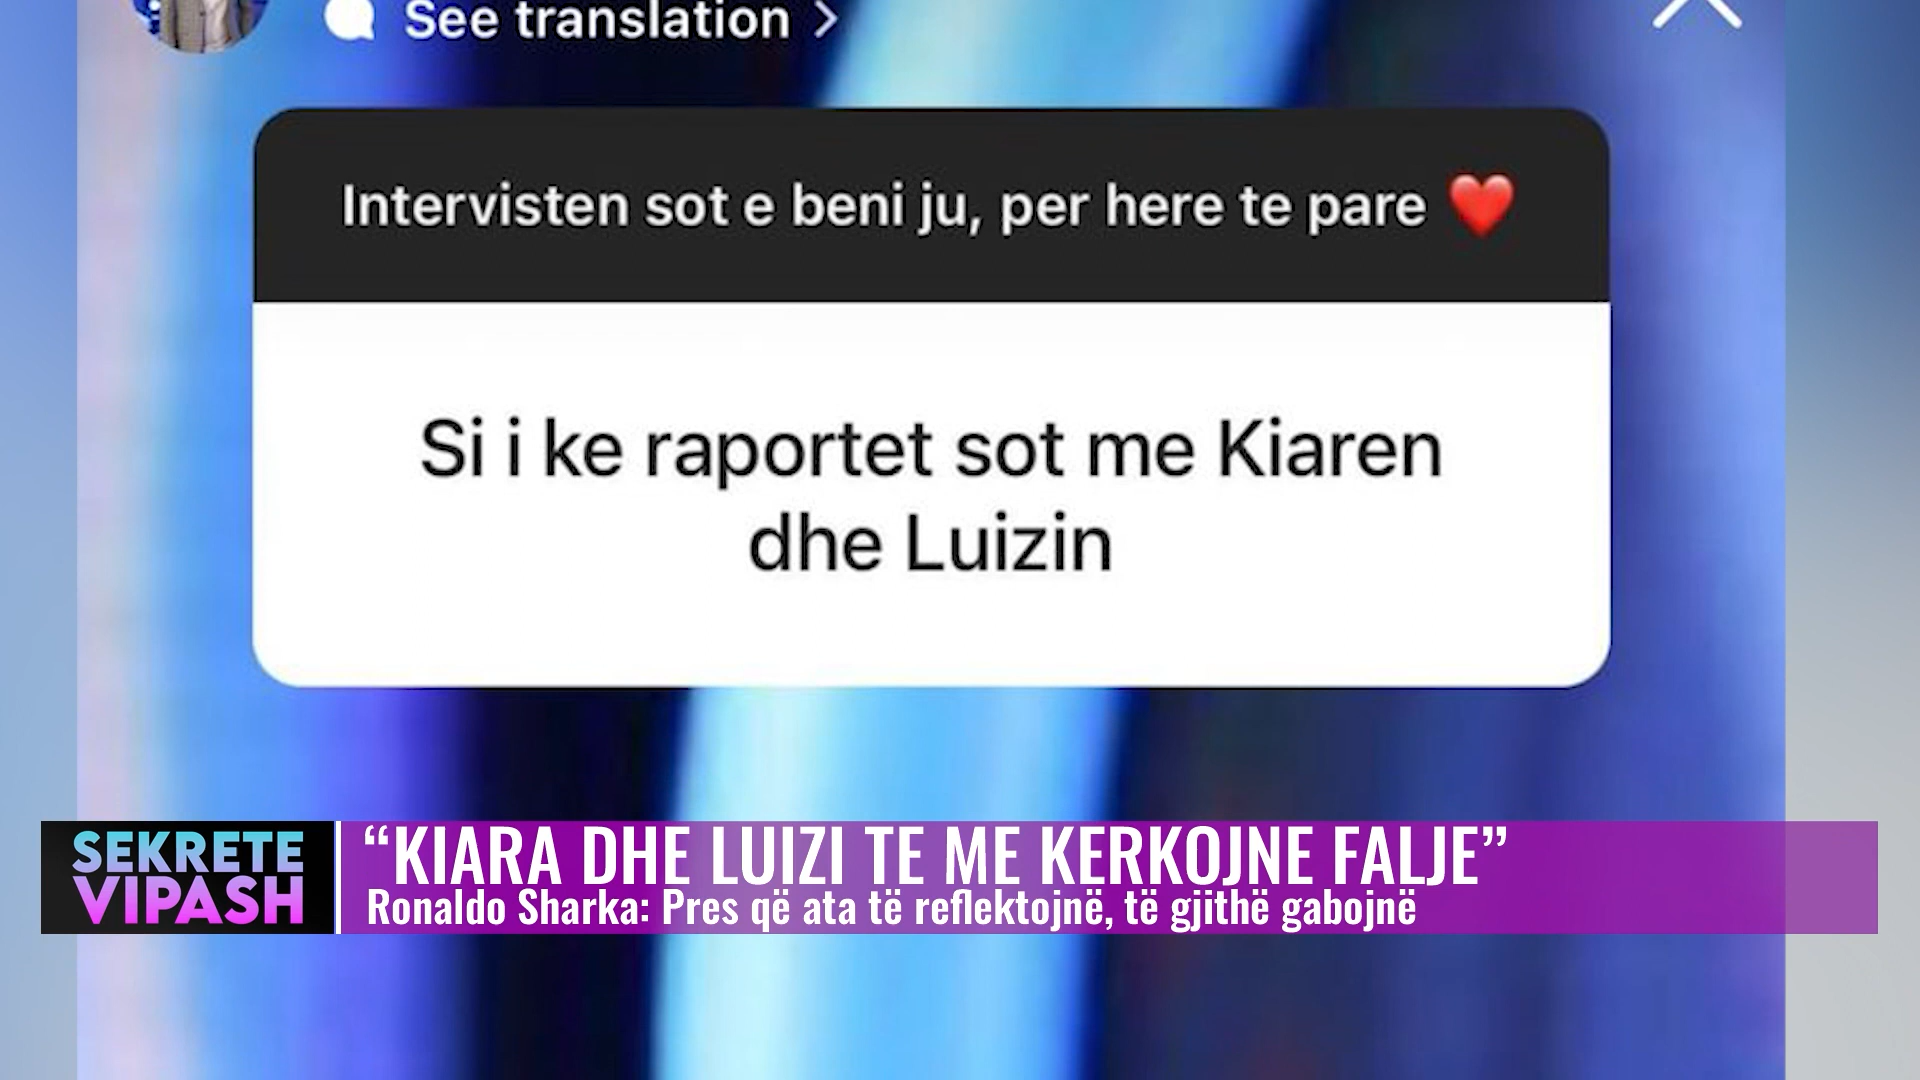 See translation >
Intervisten sot e beni ju, per here te pare ❤️
Si i ke raportet sot me Kiaren
dhe Luizin
SEKRETE
VIPASH
“KIARA DHE LUIZI TE ME KERKOJNE FALJE”
Ronaldo Sharka: Pres që ata të reflektojnë, të gjithë gabojnë